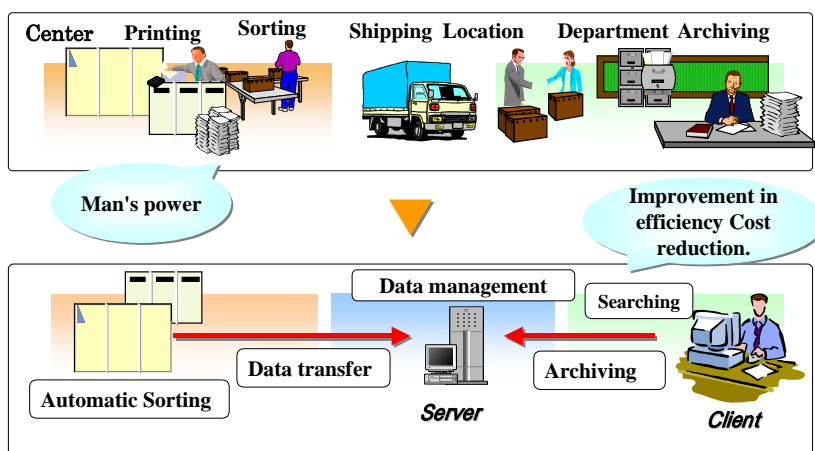 Center
Printing
Sorting
Shipping Location
Department Archiving
Man's power
Improvement in
efficiency Cost
reduction.
Data management
Searching
Data transfer
Archiving
Automatic Sorting
Server
Client